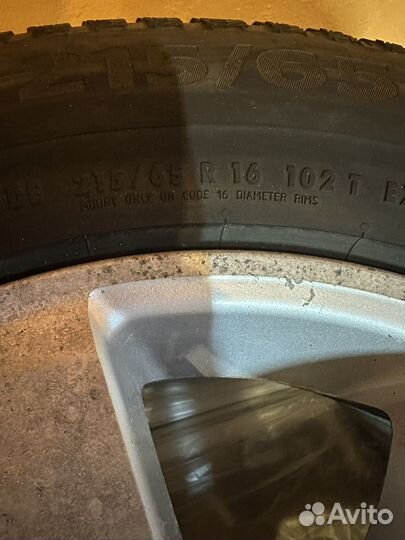 215/65
215/65 R 16 102 T
MOUNT ONLY ON CODE 16 DIAMETER RIMS
Avito